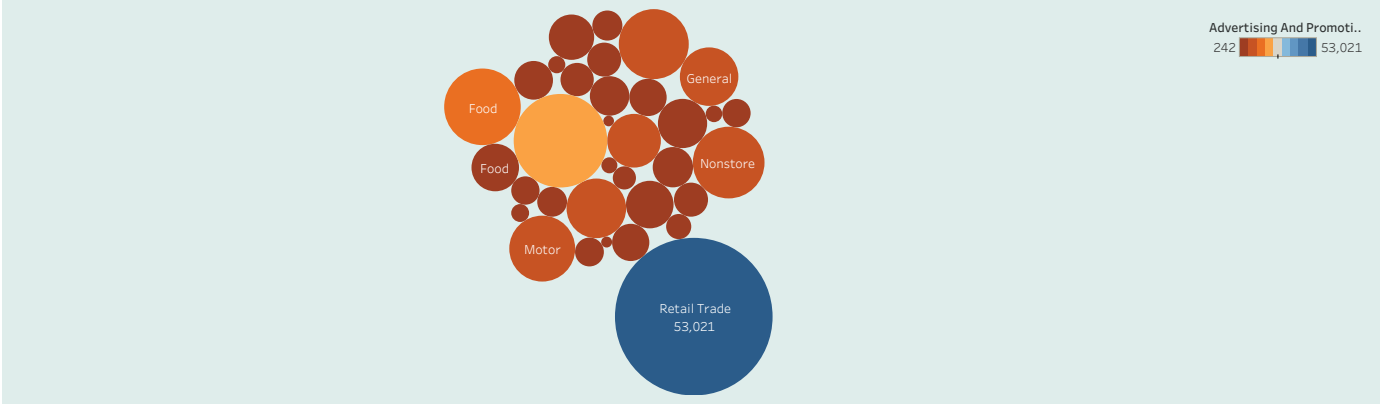 Advertising And Promoti..
242 53,021
General
Food
Nonstore
Food
Motor
Retail Trade
53,021